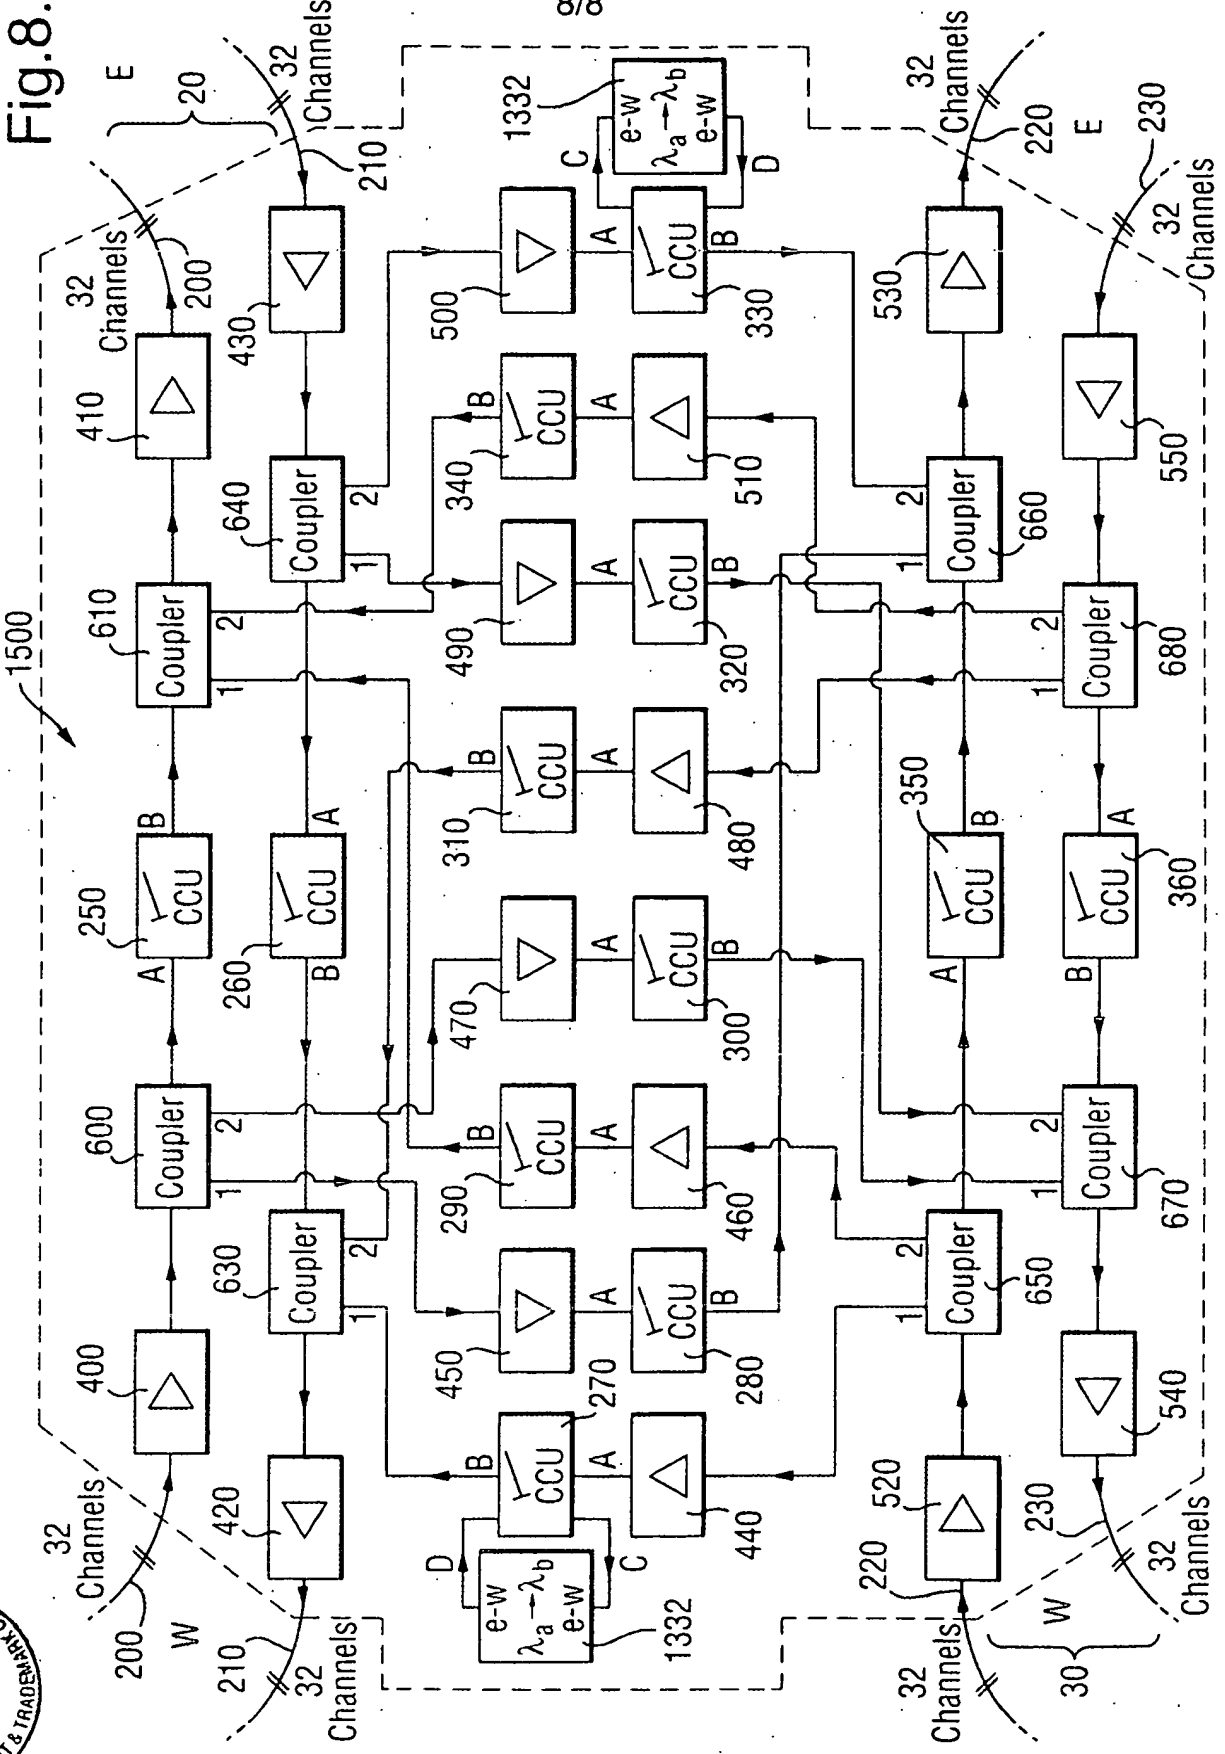 Fig.8.
8/8
T & TRADEMARK O
1500
E
20
32
Channels
200
410
610
Coupler
1
2
B
250
CCU
A
600
Coupler
1
2
400
32
Channels
200
W
32
Channels
210
430
640
Coupler
1
2
A
CCU
260
B
630
Coupler
1
2
420
210
32
Channels
1332
e-w
λa→λb
e-w
C
D
500
A
CCU
B
330
340
CCU
B
A
510
490
A
CCU
B
320
310
CCU
B
A
480
470
A
CCU
B
300
290
CCU
B
A
460
450
A
CCU
B
280
270
CCU
B
A
440
D
C
e-w
λa→λb
e-w
1332
32
Channels
220
E
530
660
Coupler
1
2
350
CCU
B
A
650
Coupler
1
2
520
220
W
30
32
Channels
230
32
Channels
550
680
Coupler
1
2
A
CCU
360
B
670
Coupler
1
2
540
230
32
Channels